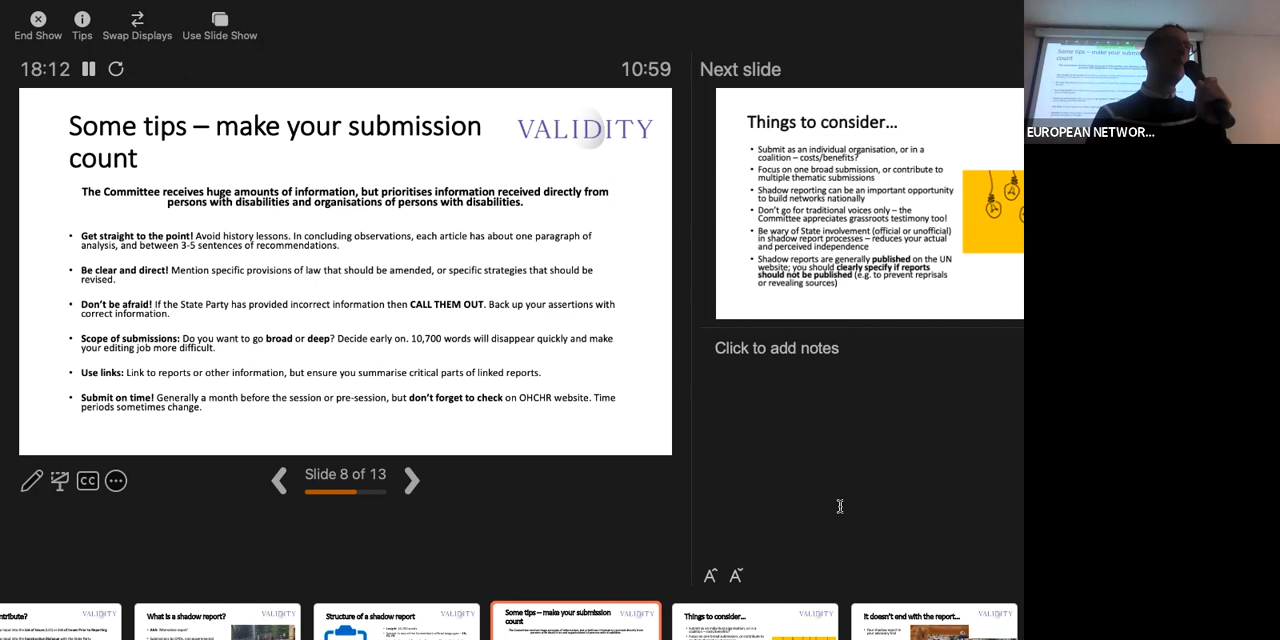 End Show Tips Swap Displays Use Slide Show
18:12 10:59
Some tips – make your submission
count
VALIDITY
The Committee receives huge amounts of information, but prioritises information received directly from
persons with disabilities and organisations of persons with disabilities.
• Get straight to the point! Avoid history lessons. In concluding observations, each article has about one paragraph of
analysis, and between 3-5 sentences of recommendations.
• Be clear and direct! Mention specific provisions of law that should be amended, or specific strategies that should be
revised.
• Don’t be afraid! If the State Party has provided incorrect information then CALL THEM OUT. Back up your assertions with
correct information.
• Scope of submissions: Do you want to go broad or deep? Decide early on. 10,700 words will disappear quickly and make
your editing job more difficult.
• Use links: Link to reports or other information, but ensure you summarise critical parts of linked reports.
• Submit on time! Generally a month before the session or pre-session, but don’t forget to check on OHCHR website. Time
periods sometimes change.
CC
Slide 8 of 13
Next slide
Things to consider...
• Submit as an individual organisation, or in a
coalition – costs/benefits?
• Focus on one broad submission, or contribute to
multiple thematic submissions
• Shadow reporting can be an important opportunity
to build networks nationally
• Don’t go for traditional voices only – the
Committee appreciates grassroots testimony too!
• Be wary of State involvement (official or unofficial)
in shadow report processes – reduces your actual
and perceived independence
• Shadow reports are generally published on the UN
website; you should clearly specify if reports
should not be published (e.g. to prevent reprisals
or revealing sources)
Click to add notes
A A
EUROPEAN NETWOR...
Some tips – make your submission
count
VALIDITY
What is a shadow report?
VALIDITY
Structure of a shadow report
VALIDITY
Some tips – make your submission
count
VALIDITY
Things to consider...
VALIDITY
It doesn’t end with the report...
VALIDITY